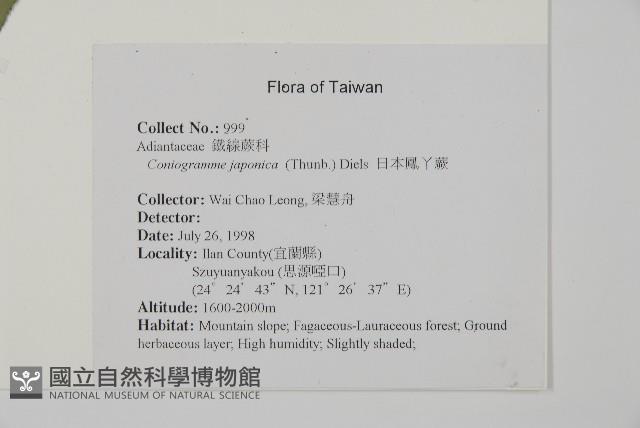 Flora of Taiwan
Collect No.: 999
Adiantaceae 鐵線蕨科
Coniogramme japonica (Thunb.) Diels 日本鳳丫蕨
Collector: Wai Chao Leong, 梁慧舟
Detector:
Date: July 26, 1998
Locality: Ilan County(宜蘭縣)
Szuyuanyakou (思源啞口)
(24° 24' 43" N, 121° 26' 37" E)
Altitude: 1600-2000m
Habitat: Mountain slope; Fagaceous-Lauraceous forest; Ground
herbaceous layer; High humidity; Slightly shaded;
國立自然科學博物館
NATIONAL MUSEUM OF NATURAL SCIENCE